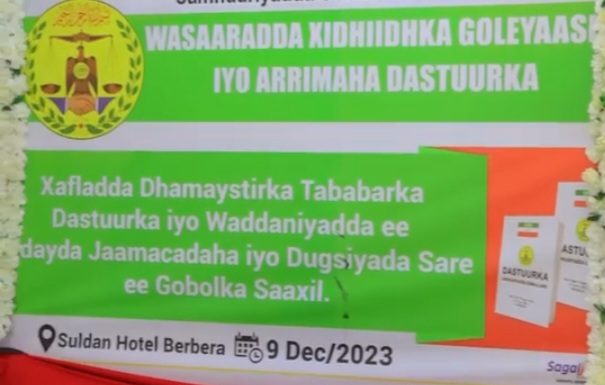 WASAARADDA XIDHIIDHKA GOLEYAASH
IYO ARRIMAHA DASTUURKA
Xafladda Dhamaystirka Tababarka
Dastuurka iyo Waddaniyadda ee
dayda Jaamacadaha iyo Dugsiyada Sare
ee Gobolka Saaxil.
DASTUURKA
Suldan Hotel Berbera 9 Dec/2023
Sagal